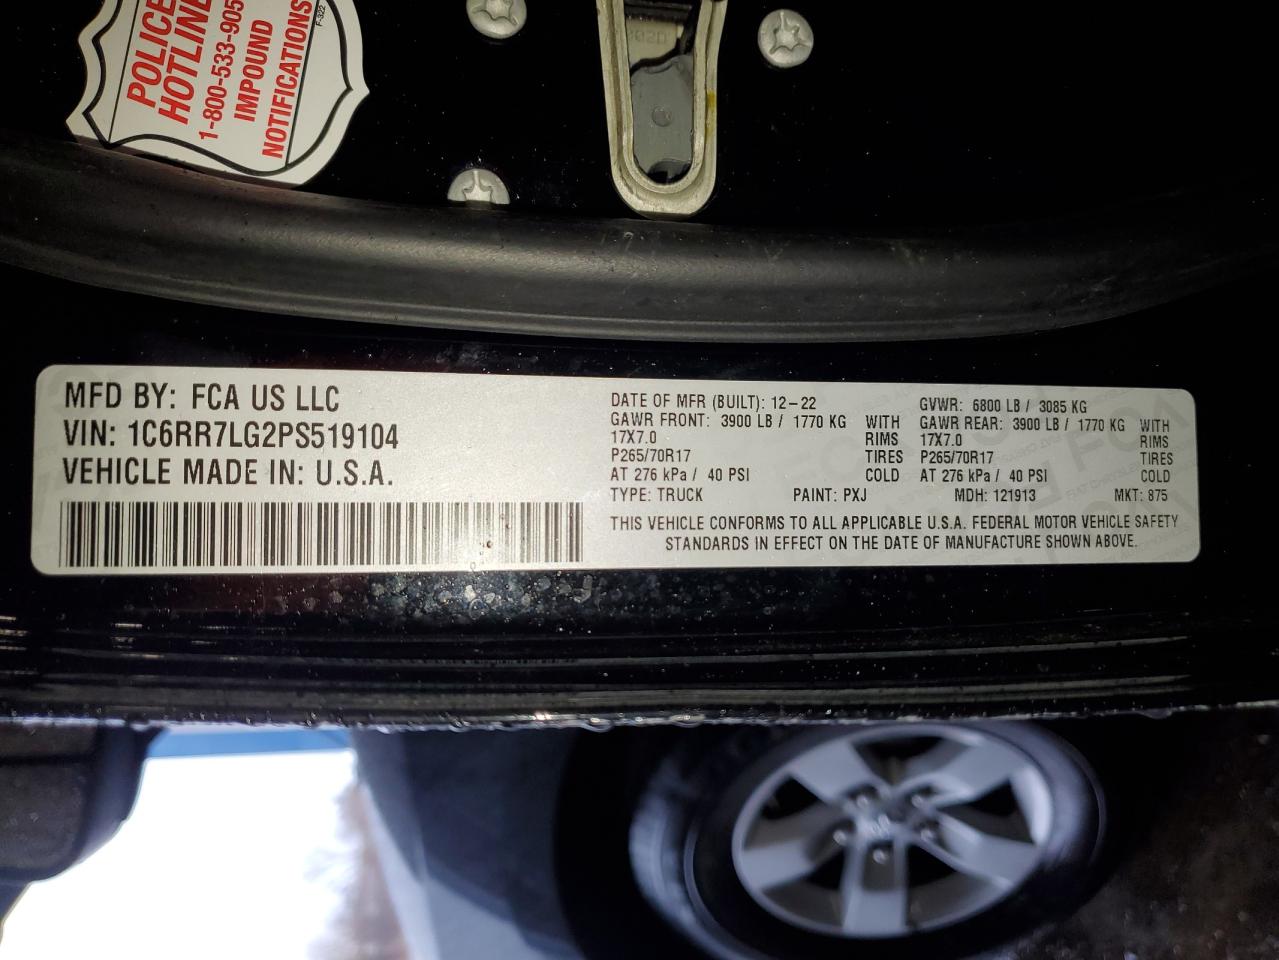 POLICE
HOTLINE
1-800-533-905
IMPOUND
NOTIFICATIONS
F-322
MFD BY: FCA US LLC
VIN: 1C6RR7LG2PS519104
VEHICLE MADE IN: U.S.A.
DATE OF MFR (BUILT): 12-22 GVWR: 6800 LB / 3085 KG
GAWR FRONT: 3900 LB / 1770 KG WITH GAWR REAR: 3900 LB / 1770 KG WITH
17X7.0 RIMS 17X7.0 RIMS
P265/70R17 TIRES P265/70R17 TIRES
AT 276 kPa / 40 PSI COLD AT 276 kPa / 40 PSI COLD
TYPE: TRUCK PAINT: PXJ MDH: 121913 MKT: 875
THIS VEHICLE CONFORMS TO ALL APPLICABLE U.S.A. FEDERAL MOTOR VEHICLE SAFETY
STANDARDS IN EFFECT ON THE DATE OF MANUFACTURE SHOWN ABOVE.